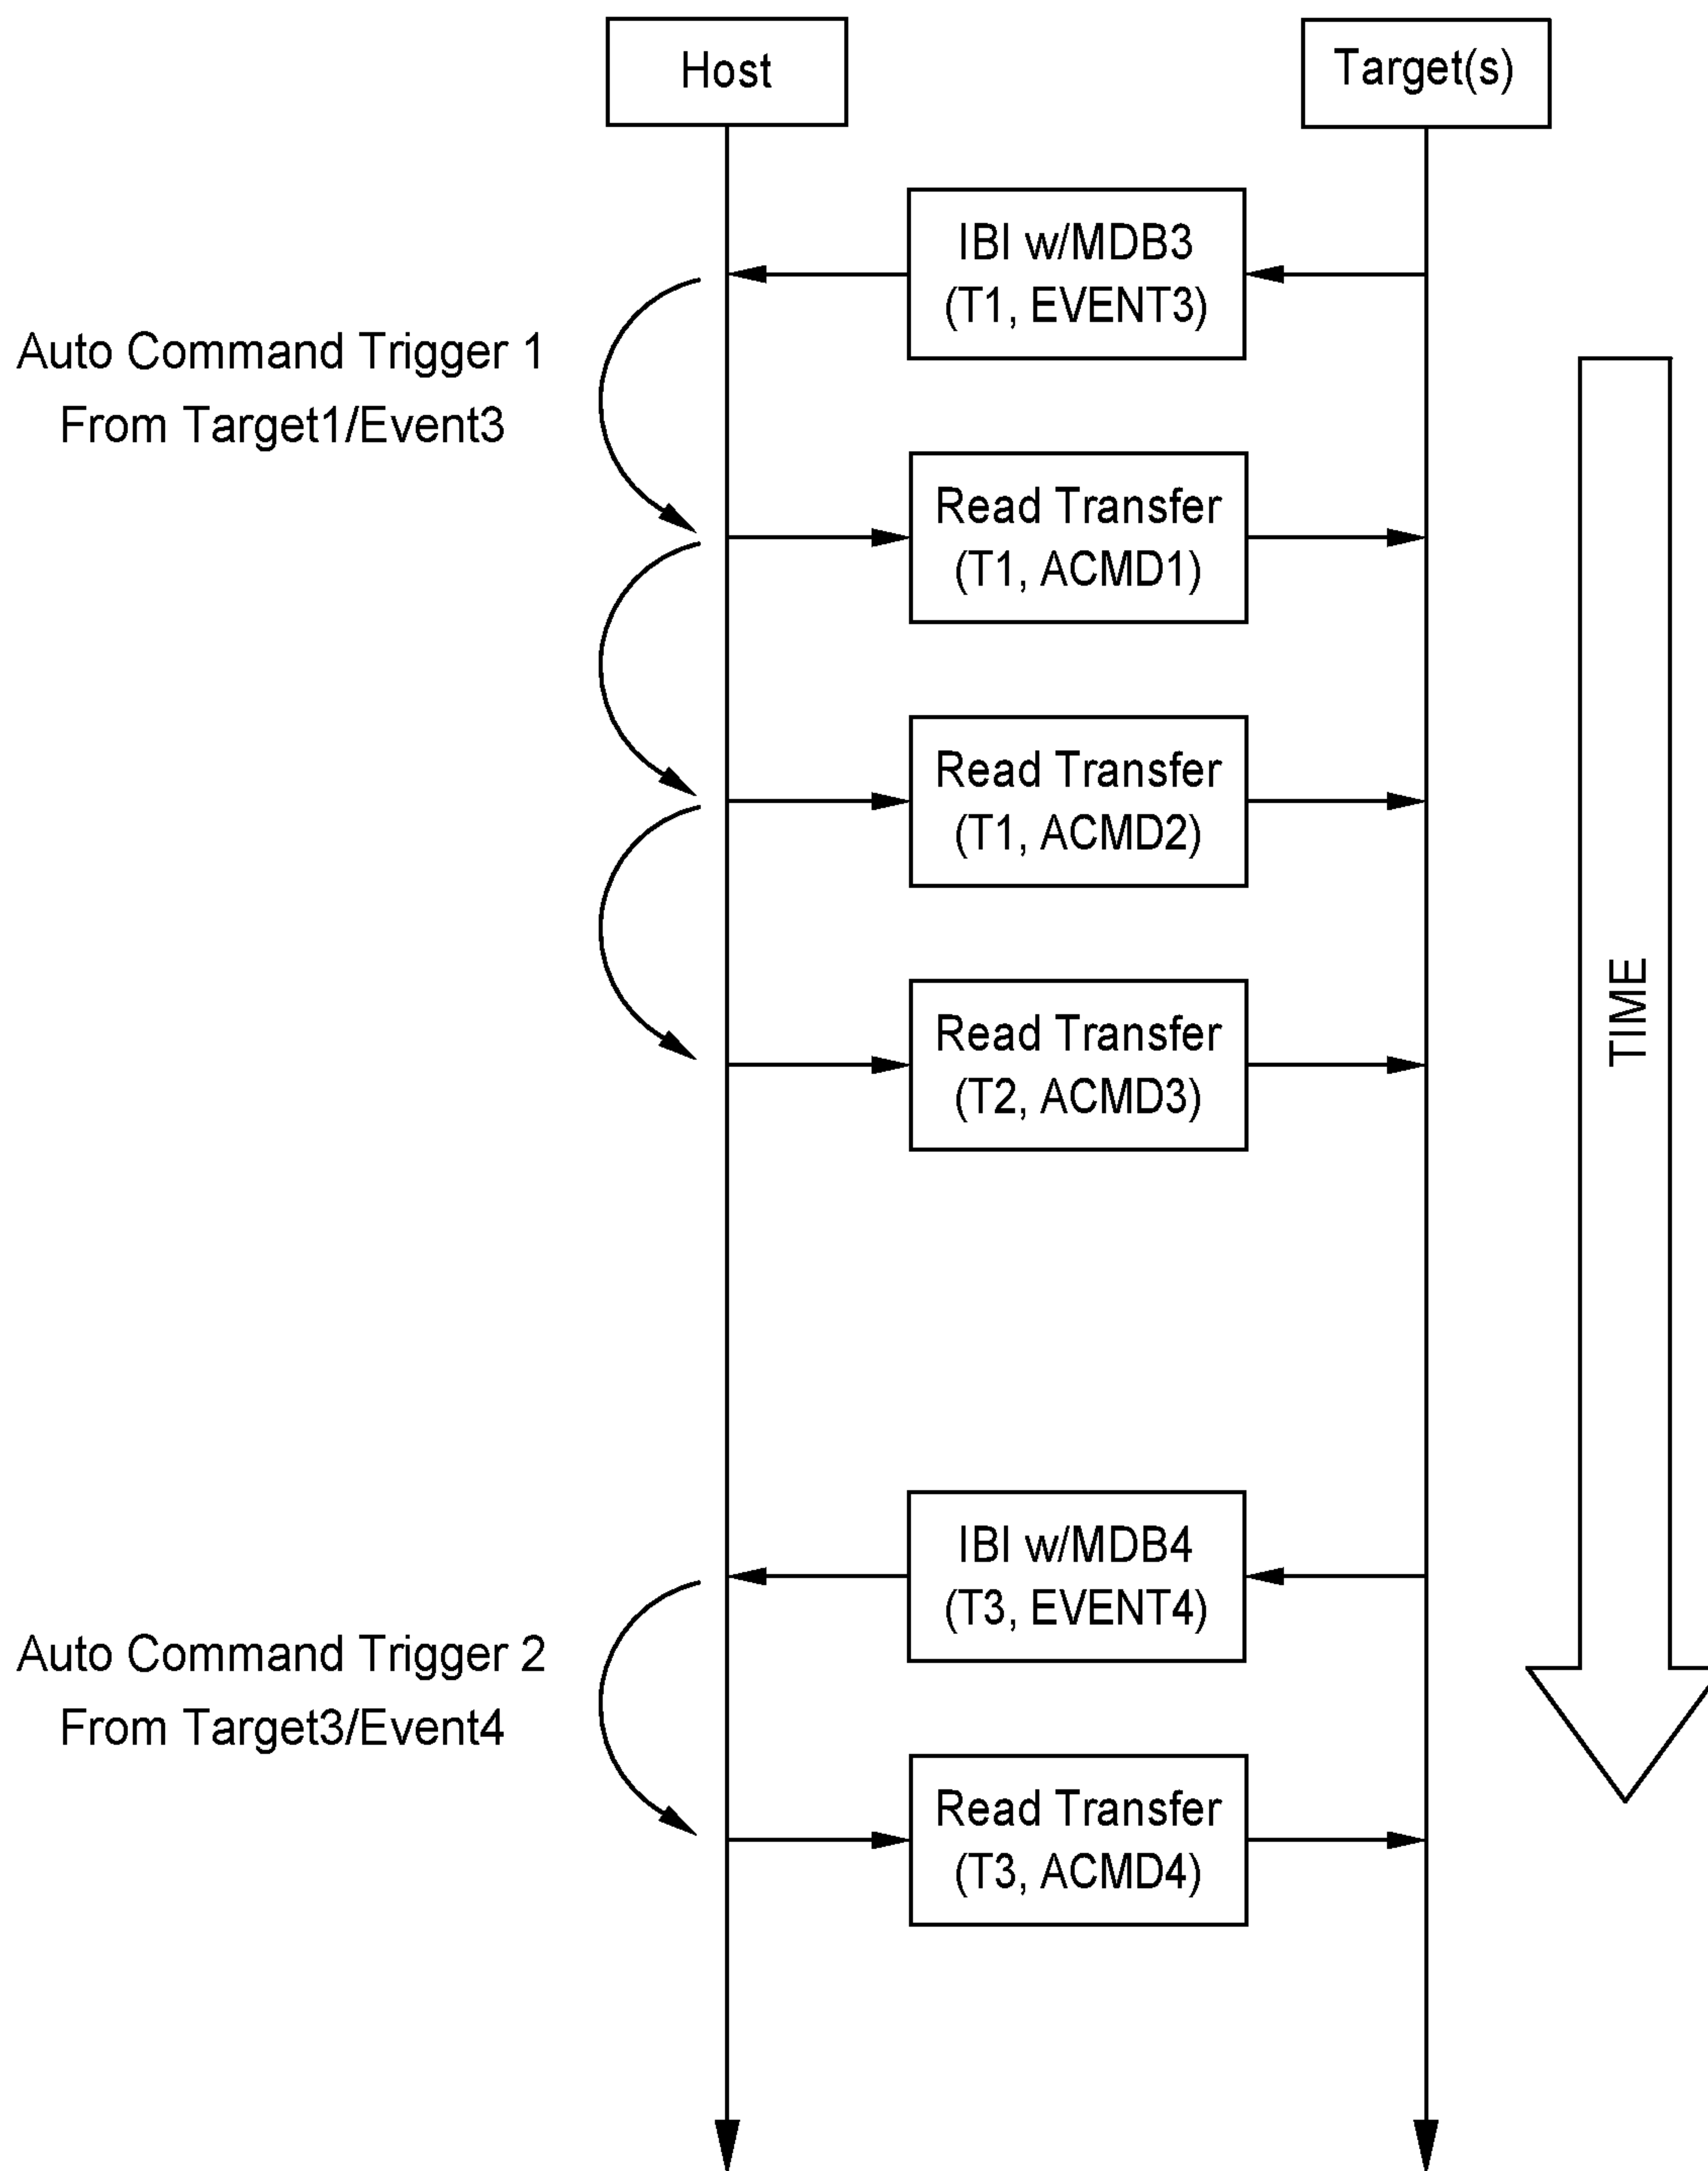 Host
Target(s)
IBI w/MDB3
(T1, EVENT3)
Auto Command Trigger 1
From Target1/Event3
Read Transfer
(T1, ACMD1)
Read Transfer
(T1, ACMD2)
Read Transfer
(T2, ACMD3)
TIME
IBI w/MDB4
(T3, EVENT4)
Auto Command Trigger 2
From Target3/Event4
Read Transfer
(T3, ACMD4)